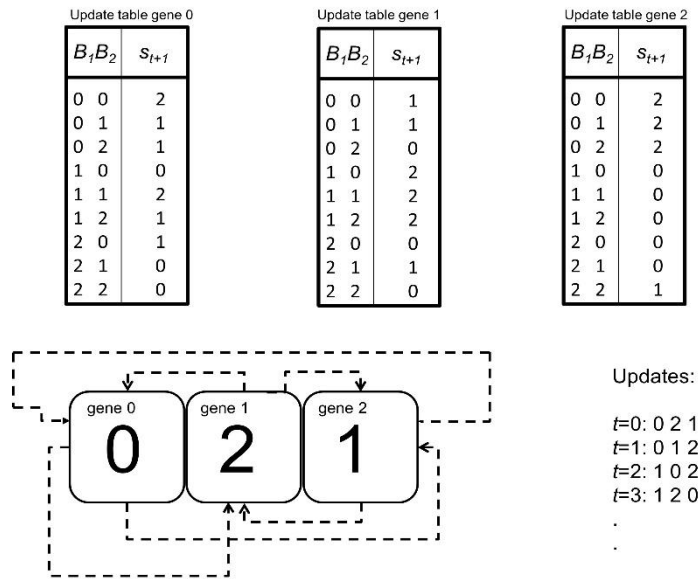 Update table gene 0
Update table gene 1
Update table gene 2
B₁B₂ sₜ₊₁
0 0 2
0 1 1
0 2 0
1 0 0
1 1 2
1 2 1
2 0 1
2 1 0
2 2 0
B₁B₂ sₜ₊₁
0 0 1
0 1 1
0 2 0
1 0 2
1 1 2
1 2 2
2 0 0
2 1 1
2 2 0
B₁B₂ sₜ₊₁
0 0 2
0 1 2
0 2 2
1 0 0
1 1 0
1 2 0
2 0 0
2 1 0
2 2 1
gene 0
0
gene 1
2
gene 2
1
Updates:
t=0: 0 2 1
t=1: 0 1 2
t=2: 1 0 2
t=3: 1 2 0
.
.